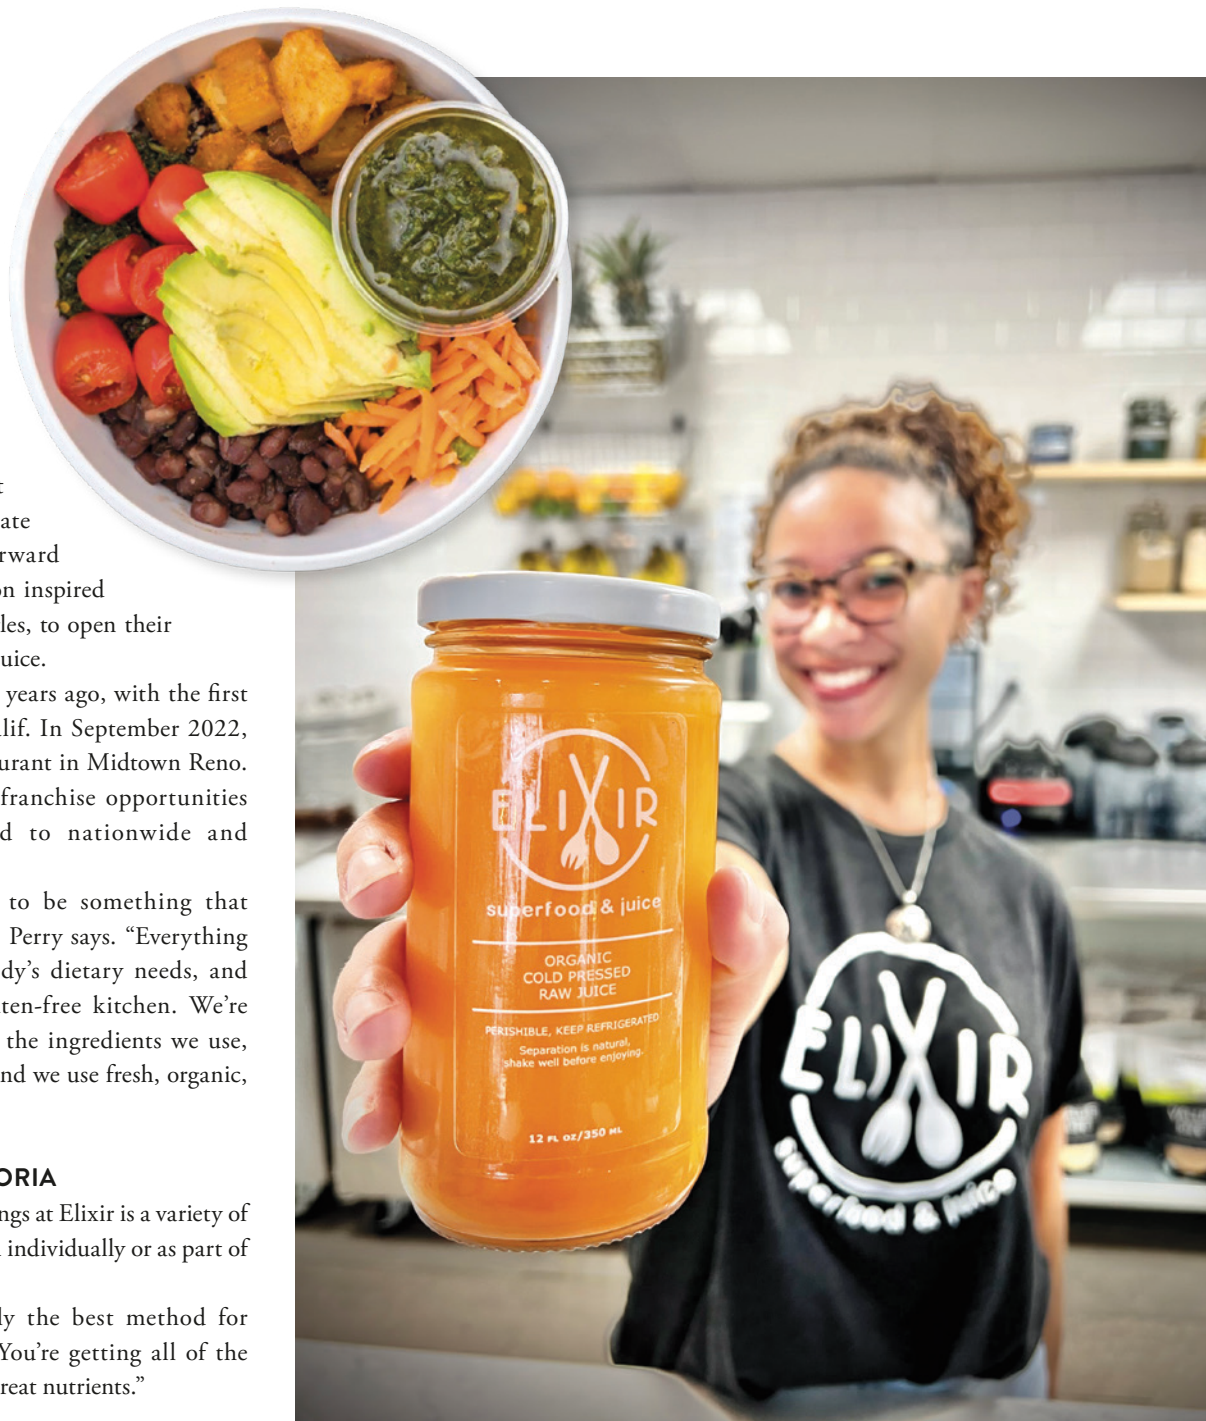 t
ate
rward
on inspired
les, to open their
uice.
years ago, with the first
lif. In September 2022,
urant in Midtown Reno.
franchise opportunities
d to nationwide and
to be something that
Perry says. “Everything
dy’s dietary needs, and
ten-free kitchen. We’re
the ingredients we use,
nd we use fresh, organic,
ORIA
ngs at Elixir is a variety of
individually or as part of
ly the best method for
You’re getting all of the
reat nutrients.”
ELIXIR
superfood & juice
ORGANIC
COLD PRESSED
RAW JUICE
PERISHIBLE, KEEP REFRIGERATED
Separation is natural,
shake well before enjoying.
12 FL OZ/350 ML
ELIXIR
superfood & juice